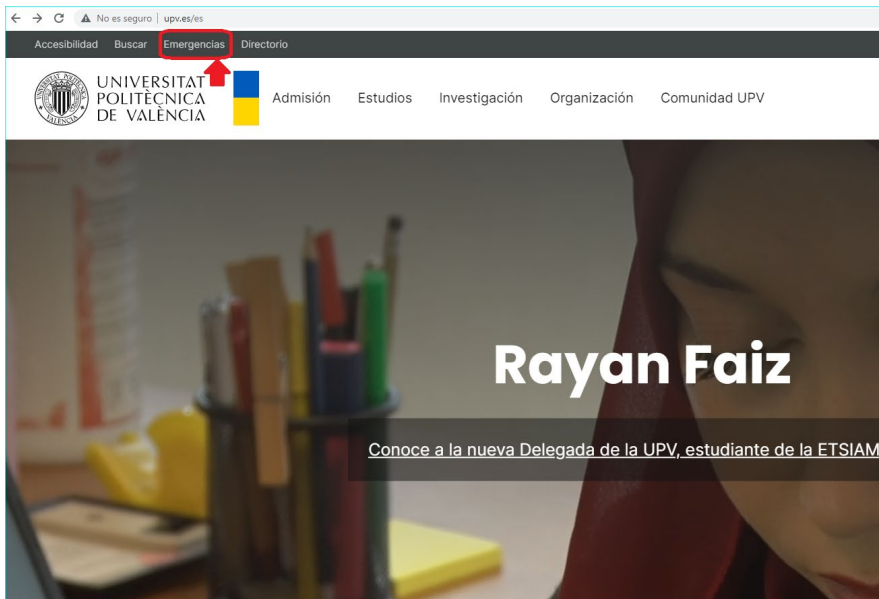 No es seguro | upv.es/es
Accesibilidad Buscar Emergencias Directorio
UNIVERSITAT
POLITÈCNICA
DE VALÈNCIA
Admisión Estudios Investigación Organización Comunidad UPV
Rayan Faiz
Conoce a la nueva Delegada de la UPV, estudiante de la ETSIAM